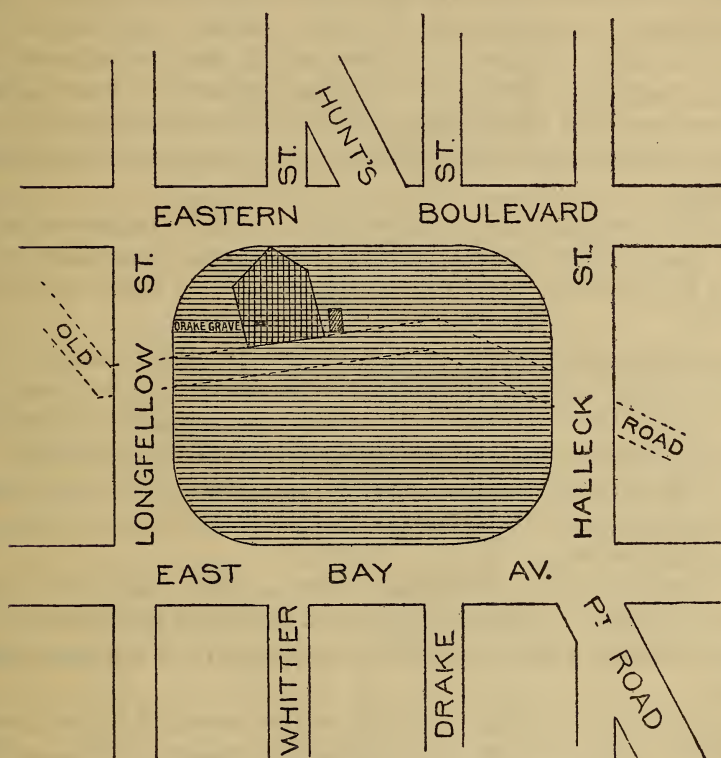 HUNT'S
ST.
ST.
EASTERN BOULEVARD
ST.
ST.
DRAKE GRAVE
OLD
LONGFELLOW
HALLECK
ROAD
EAST BAY AV.
WHITTIER
DRAKE
PT ROAD